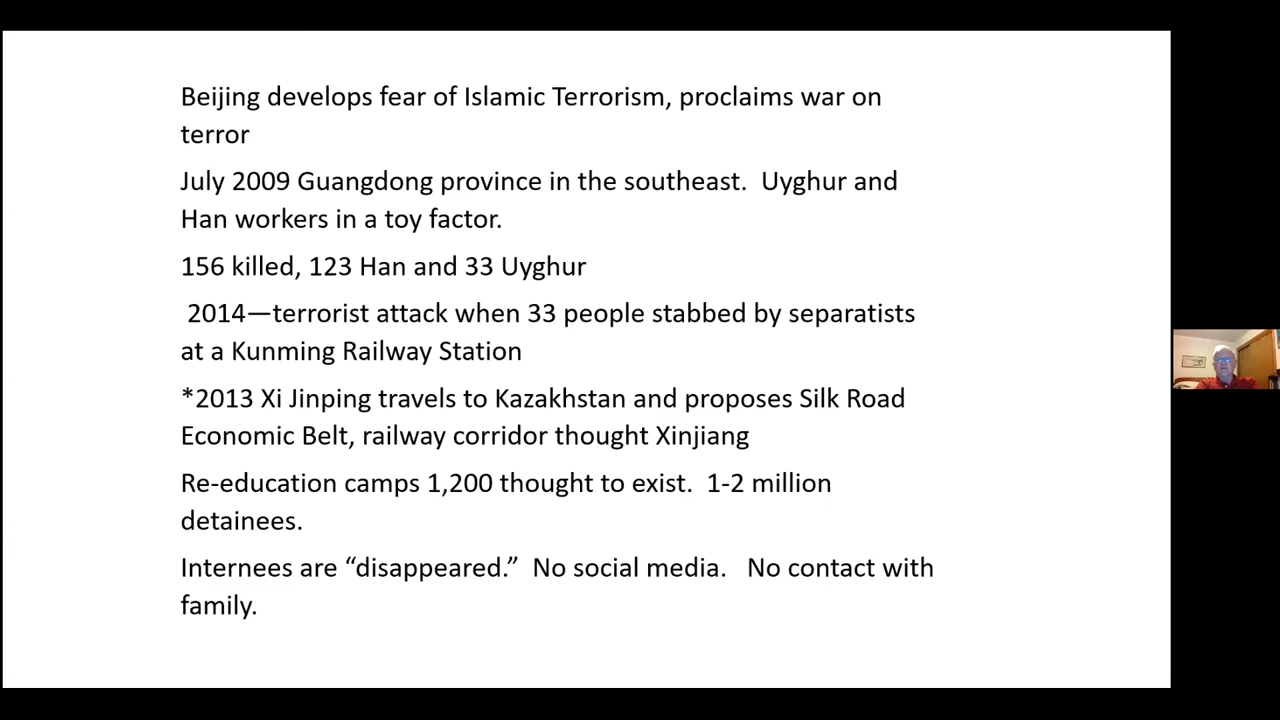 Beijing develops fear of Islamic Terrorism, proclaims war on
terror
July 2009 Guangdong province in the southeast.  Uyghur and
Han workers in a toy factor.
156 killed, 123 Han and 33 Uyghur
2014—terrorist attack when 33 people stabbed by separatists
at a Kunming Railway Station
*2013 Xi Jinping travels to Kazakhstan and proposes Silk Road
Economic Belt, railway corridor thought Xinjiang
Re-education camps 1,200 thought to exist.  1-2 million
detainees.
Internees are “disappeared.”  No social media.   No contact with
family.